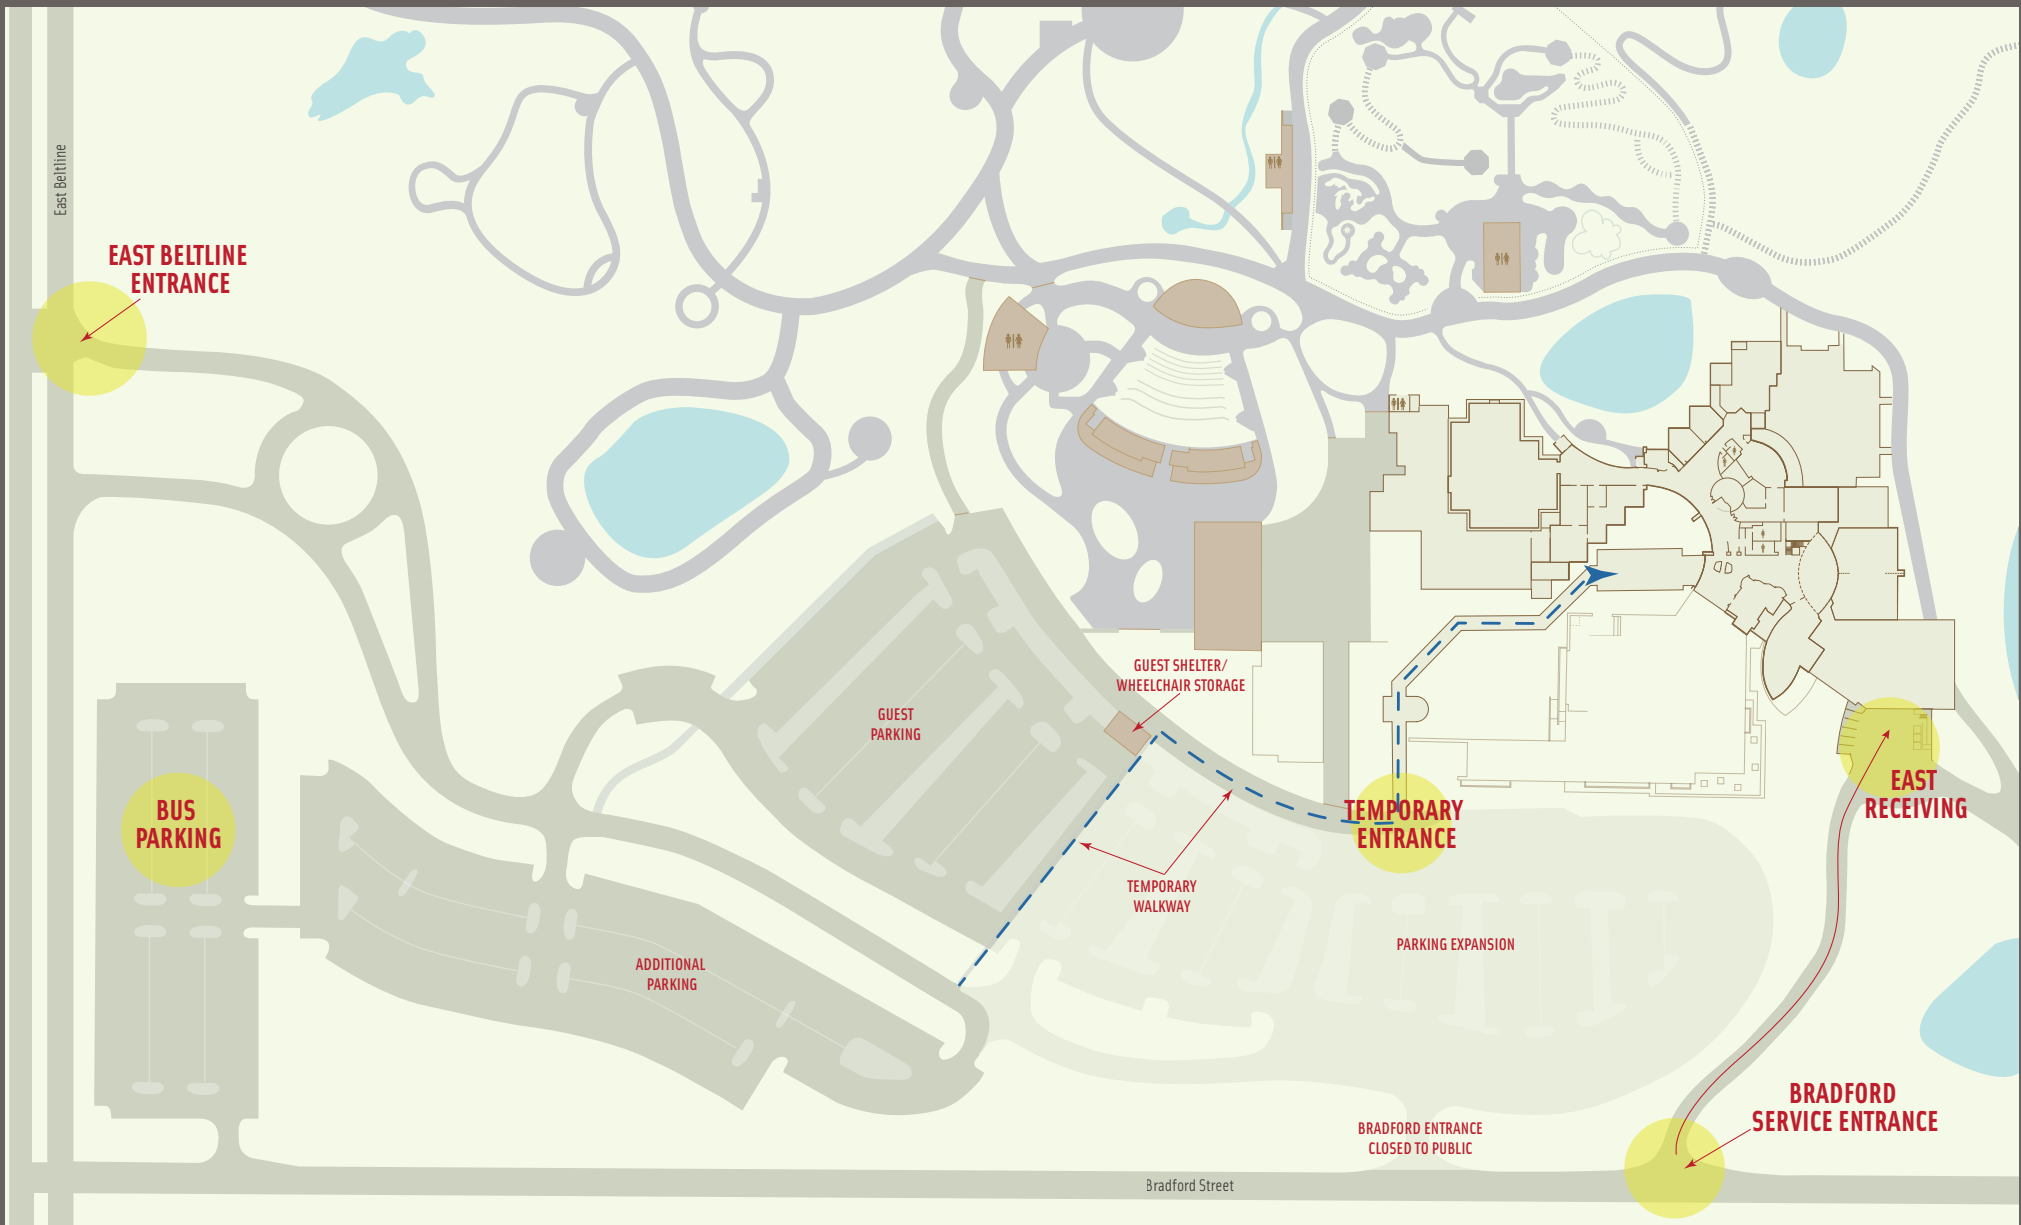 East Beltline
EAST BELTLINE
ENTRANCE
GUEST SHELTER/
WHEELCHAIR STORAGE
GUEST
PARKING
BUS
PARKING
TEMPORARY
ENTRANCE
EAST
RECEIVING
TEMPORARY
WALKWAY
PARKING EXPANSION
ADDITIONAL
PARKING
BRADFORD
SERVICE ENTRANCE
BRADFORD ENTRANCE
CLOSED TO PUBLIC
Bradford Street